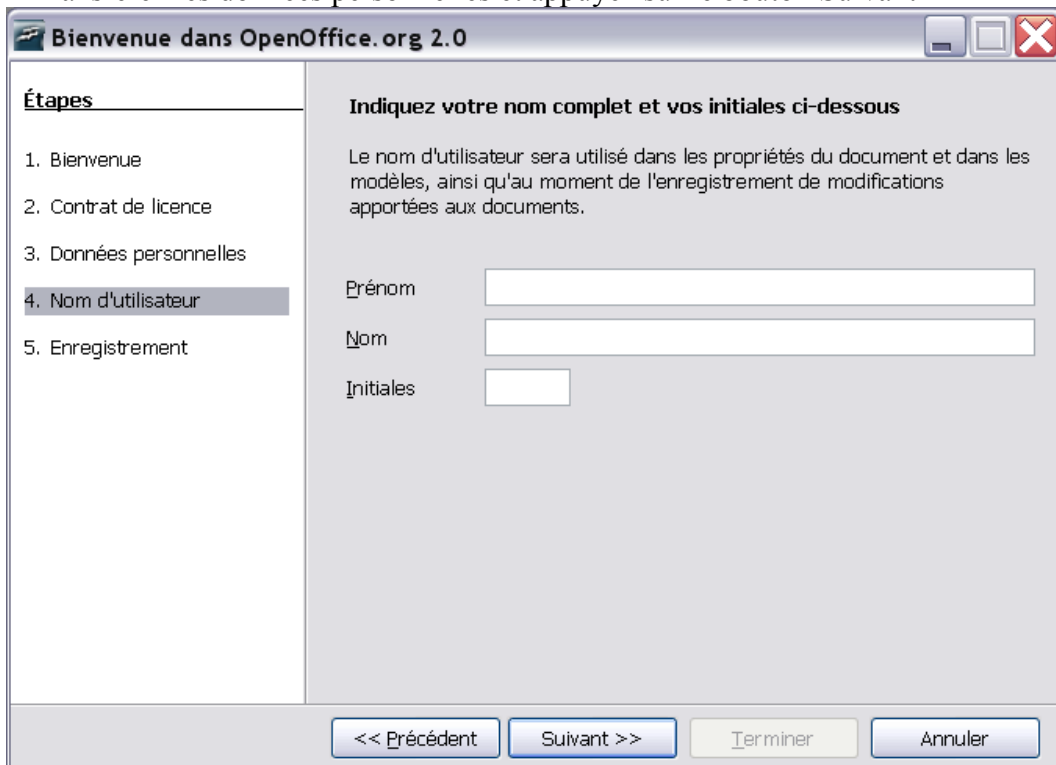 Bienvenue dans OpenOffice.org 2.0
Étapes
1. Bienvenue
2. Contrat de licence
3. Données personnelles
4. Nom d'utilisateur
5. Enregistrement
Indiquez votre nom complet et vos initiales ci-dessous
Le nom d'utilisateur sera utilisé dans les propriétés du document et dans les
modèles, ainsi qu'au moment de l'enregistrement de modifications
apportées aux documents.
Prénom
Nom
Initiales
<< Précédent
Suivant >>
Terminer
Annuler